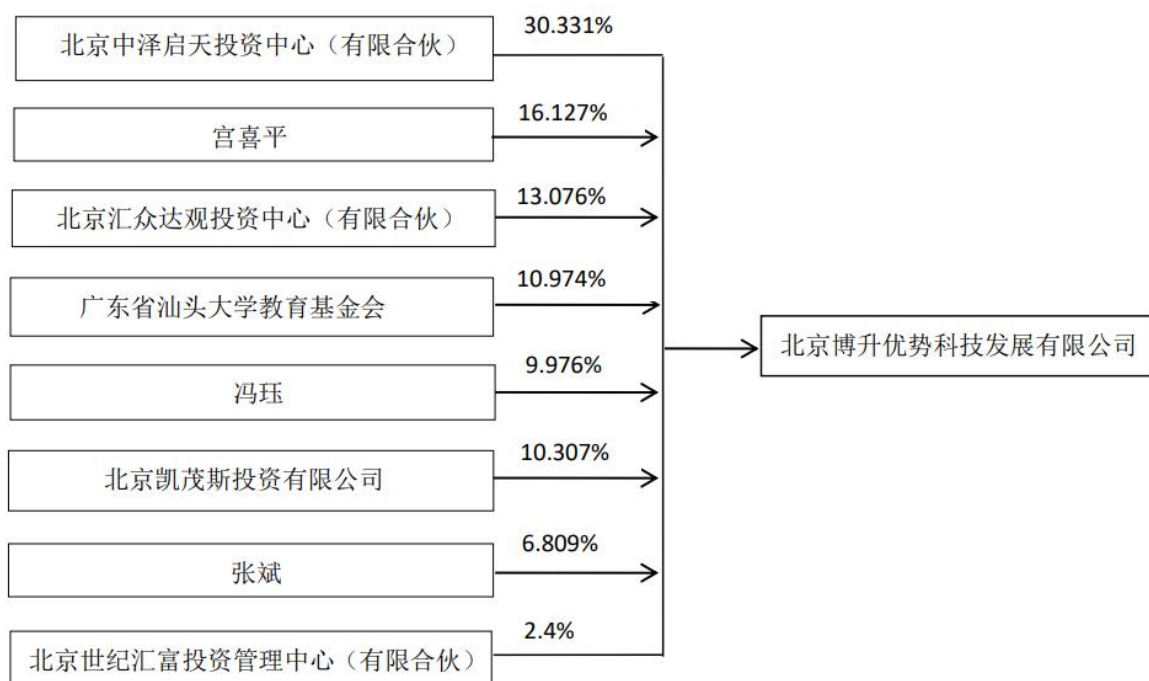 北京中泽启天投资中心（有限合伙）
30.331%
宫喜平
16.127%
北京汇众达观投资中心（有限合伙）
13.076%
广东省汕头大学教育基金会
10.974%
冯珏
9.976%
北京凯茂斯投资有限公司
10.307%
张斌
6.809%
北京世纪汇富投资管理中心（有限合伙）
2.4%
北京博升优势科技发展有限公司